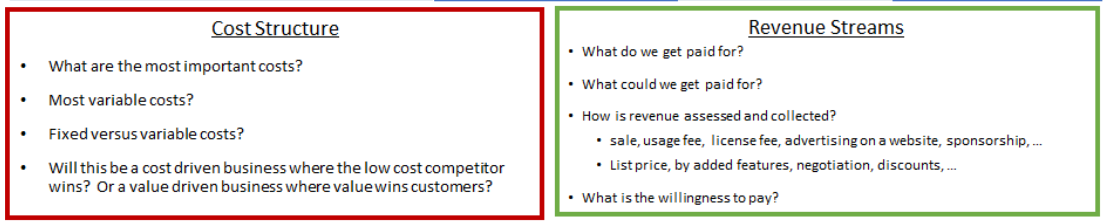 Cost Structure
• What are the most important costs?
• Most variable costs?
• Fixed versus variable costs?
• Will this be a cost driven business where the low cost competitor
wins? Or a value driven business where value wins customers?
Revenue Streams
• What do we get paid for?
• What could we get paid for?
• How is revenue assessed and collected?
• sale, usage fee, license fee, advertising on a website, sponsorship, ...
• List price, by added features, negotiation, discounts, ...
• What is the willingness to pay?